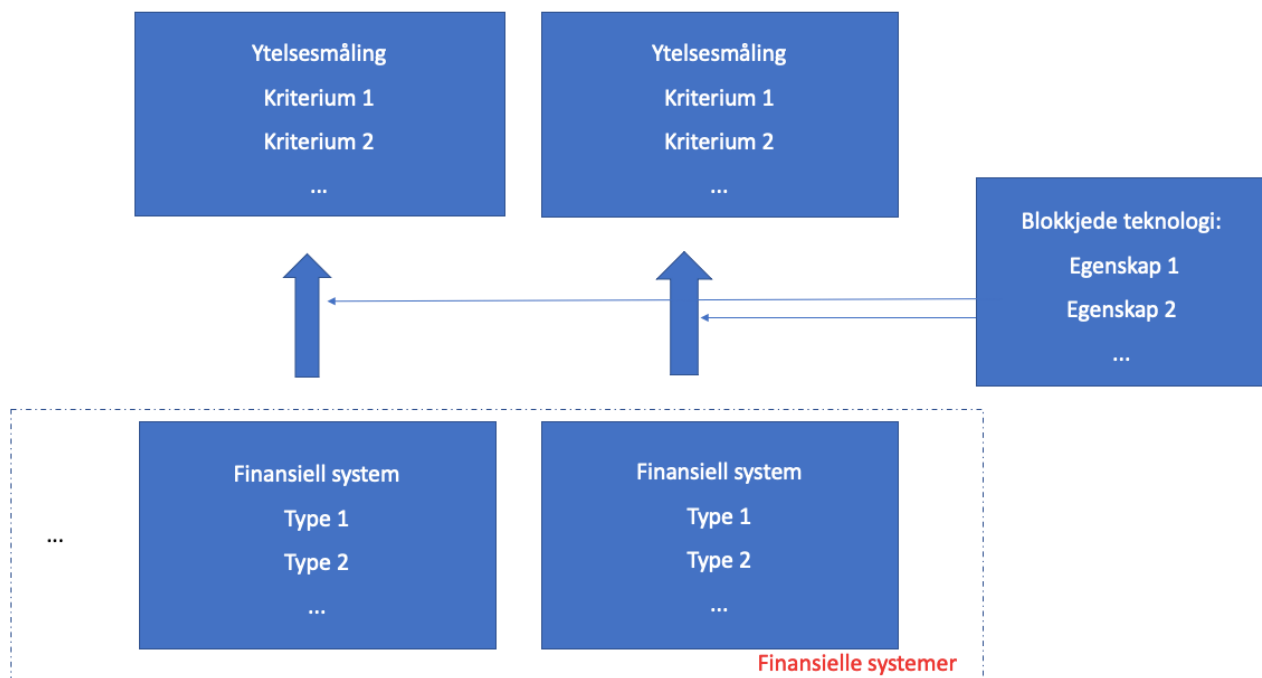 Ytelsesmåling
Kriterium 1
Kriterium 2
...
Ytelsesmåling
Kriterium 1
Kriterium 2
...
Blokkjede teknologi:
Egenskap 1
Egenskap 2
...
...
Finansiell system
Type 1
Type 2
...
Finansiell system
Type 1
Type 2
...
Finansielle systemer